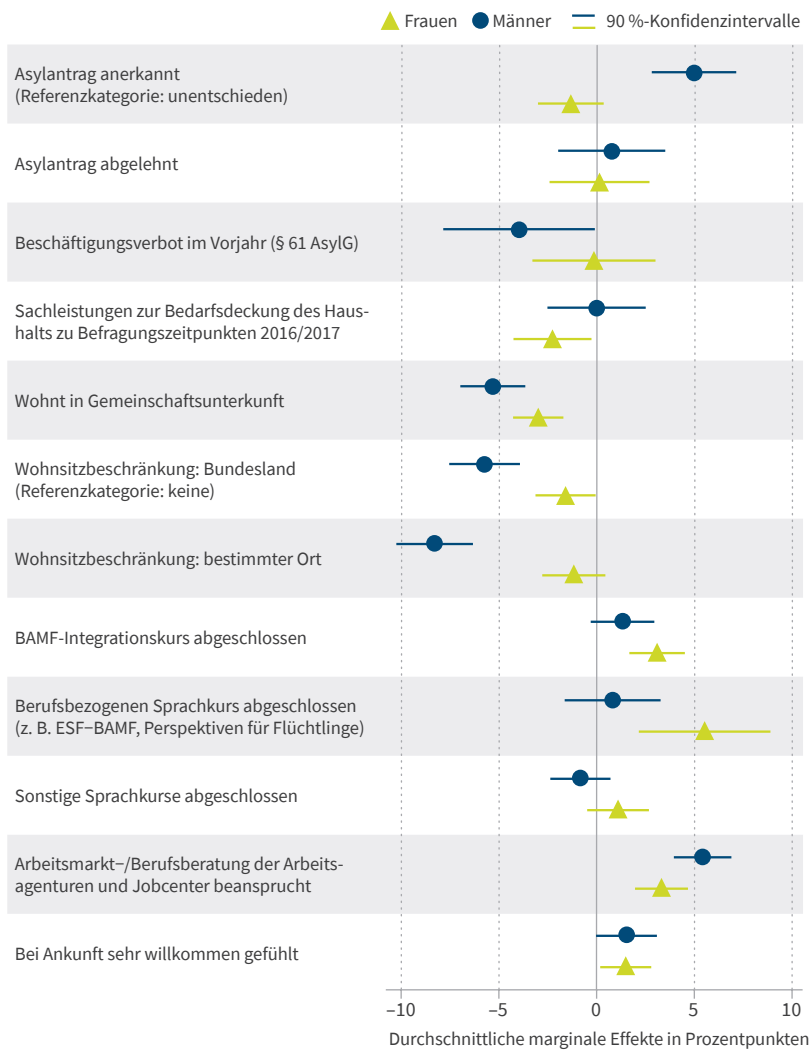 Frauen Männer 90 %-Konfidenzintervalle
Asylantrag anerkannt
(Referenzkategorie: unentschieden)
Asylantrag abgelehnt
Beschäftigungsverbot im Vorjahr (§ 61 AsylG)
Sachleistungen zur Bedarfsdeckung des Haus-
halts zu Befragungszeitpunkten 2016/2017
Wohnt in Gemeinschaftsunterkunft
Wohnsitzbeschränkung: Bundesland
(Referenzkategorie: keine)
Wohnsitzbeschränkung: bestimmter Ort
BAMF-Integrationskurs abgeschlossen
Berufsbezogenen Sprachkurs abgeschlossen
(z. B. ESF−BAMF, Perspektiven für Flüchtlinge)
Sonstige Sprachkurse abgeschlossen
Arbeitsmarkt−/Berufsberatung der Arbeits-
agenturen und Jobcenter beansprucht
Bei Ankunft sehr willkommen gefühlt
−10 −5 0 5 10
Durchschnittliche marginale Effekte in Prozentpunkten